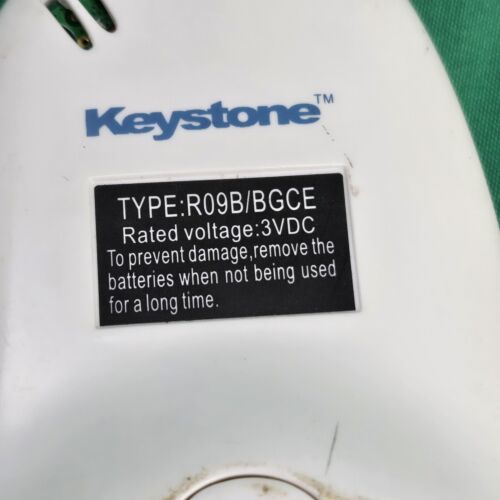 Keystone™
TYPE:R09B/BGCE
Rated voltage:3VDC
To prevent damage,remove the
batteries when not being used
for a long time.